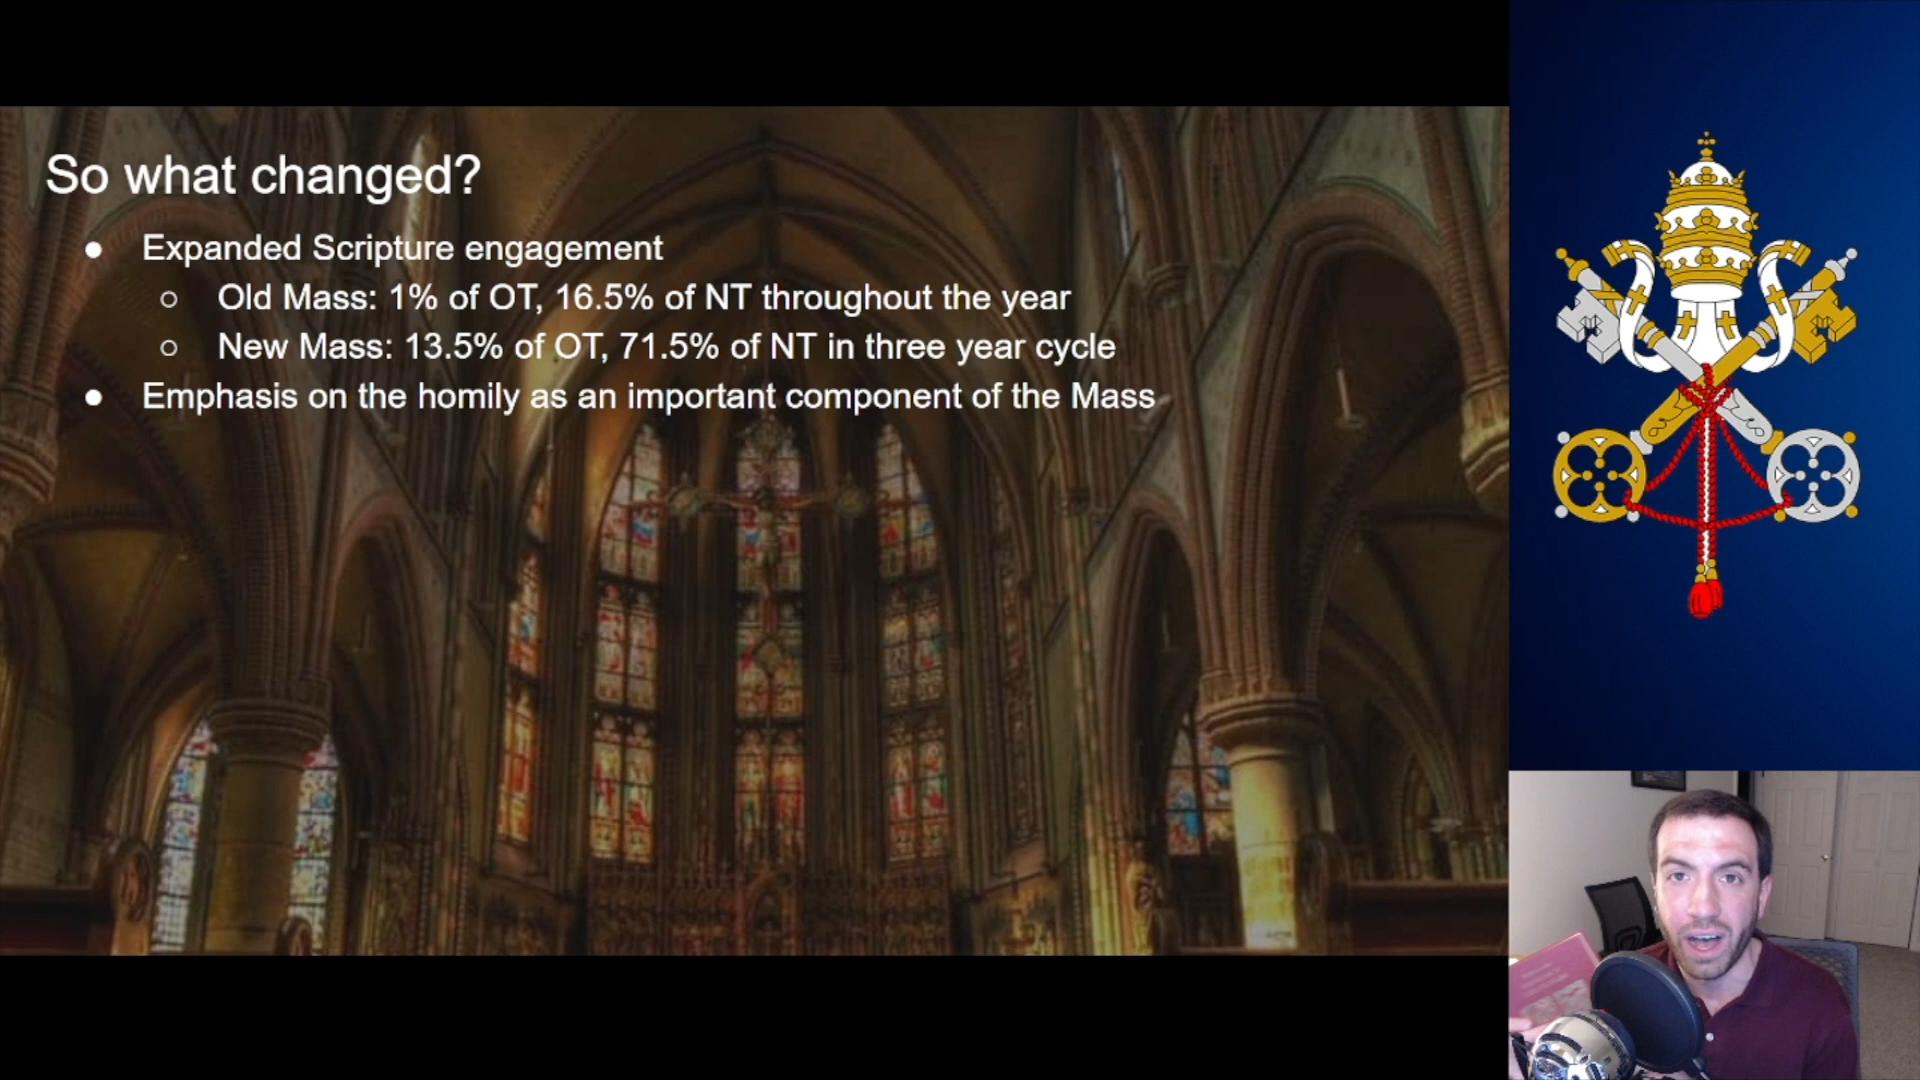 So what changed?
● Expanded Scripture engagement
○ Old Mass: 1% of OT, 16.5% of NT throughout the year
○ New Mass: 13.5% of OT, 71.5% of NT in three year cycle
● Emphasis on the homily as an important component of the Mass